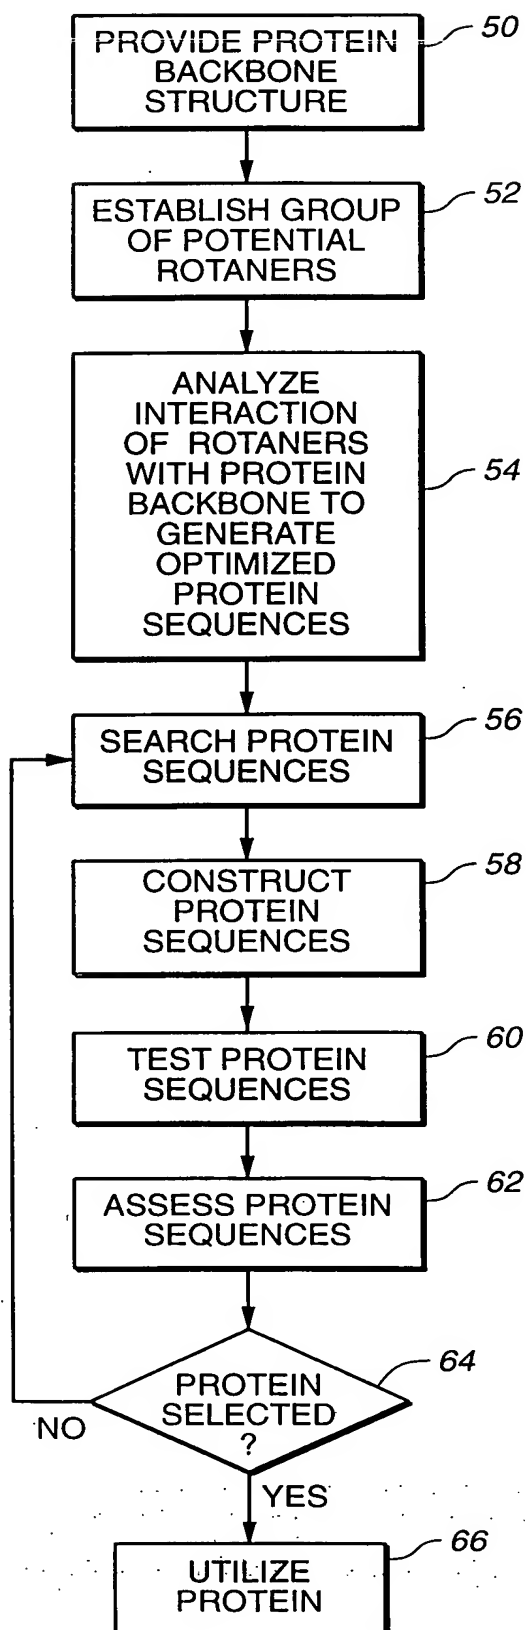 50
PROVIDE PROTEIN
BACKBONE
STRUCTURE
52
ESTABLISH GROUP
OF POTENTIAL
ROTANERS
54
ANALYZE
INTERACTION
OF ROTANERS
WITH PROTEIN
BACKBONE TO
GENERATE
OPTIMIZED
PROTEIN
SEQUENCES
56
SEARCH PROTEIN
SEQUENCES
58
CONSTRUCT
PROTEIN
SEQUENCES
60
TEST PROTEIN
SEQUENCES
62
ASSESS PROTEIN
SEQUENCES
64
PROTEIN
SELECTED
?
NO
YES
66
UTILIZE
PROTEIN